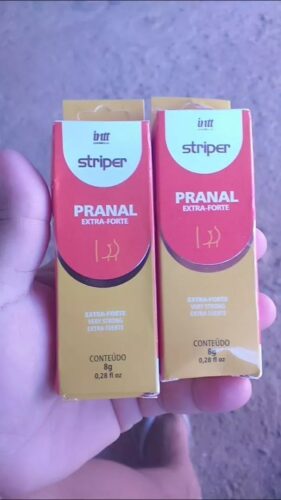 intt
striper
PRANAL
EXTRA-FORTE
EXTRA-FORTE
VERY STRONG
EXTRA FUERTE
CONTEÚDO
8g
0,28 fl oz
intt
striper
PRANAL
EXTRA-FORTE
EXTRA-FORTE
VERY STRONG
EXTRA FUERTE
CONTEÚDO
8g
0,28 fl oz